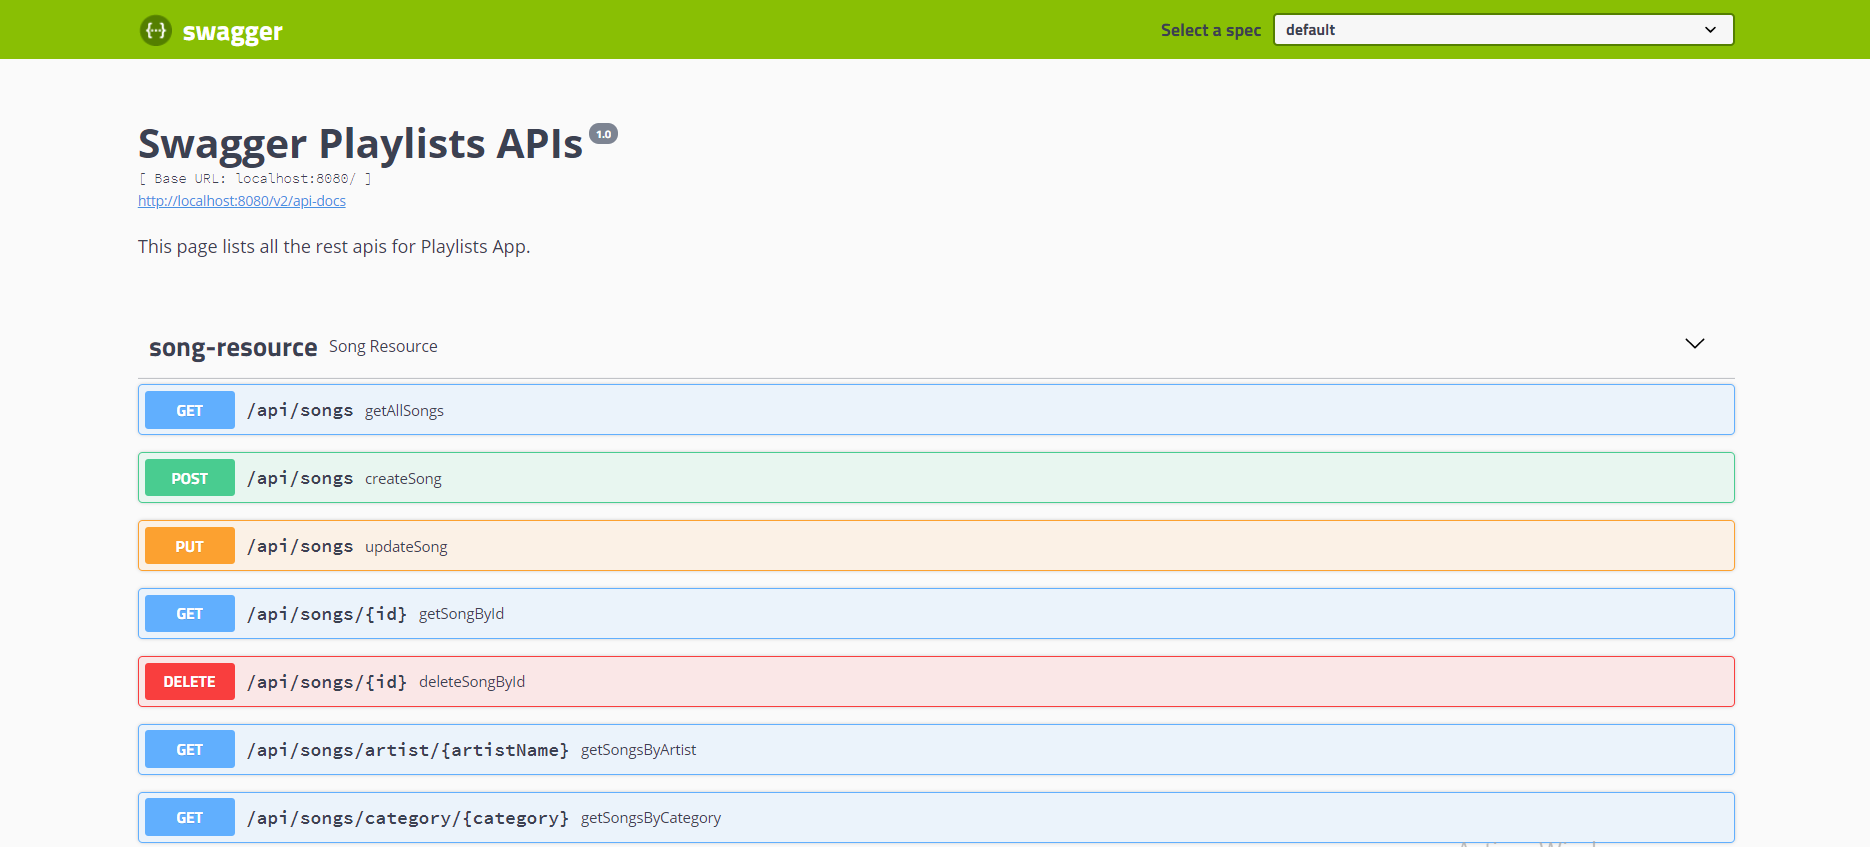 {···} swagger
Select a spec default
Swagger Playlists APIs 1.0
[ Base URL: localhost:8080/ ]
http://localhost:8080/v2/api-docs
This page lists all the rest apis for Playlists App.
song-resource Song Resource
GET /api/songs getAllSongs
POST /api/songs createSong
PUT /api/songs updateSong
GET /api/songs/{id} getSongById
DELETE /api/songs/{id} deleteSongById
GET /api/songs/artist/{artistName} getSongsByArtist
GET /api/songs/category/{category} getSongsByCategory